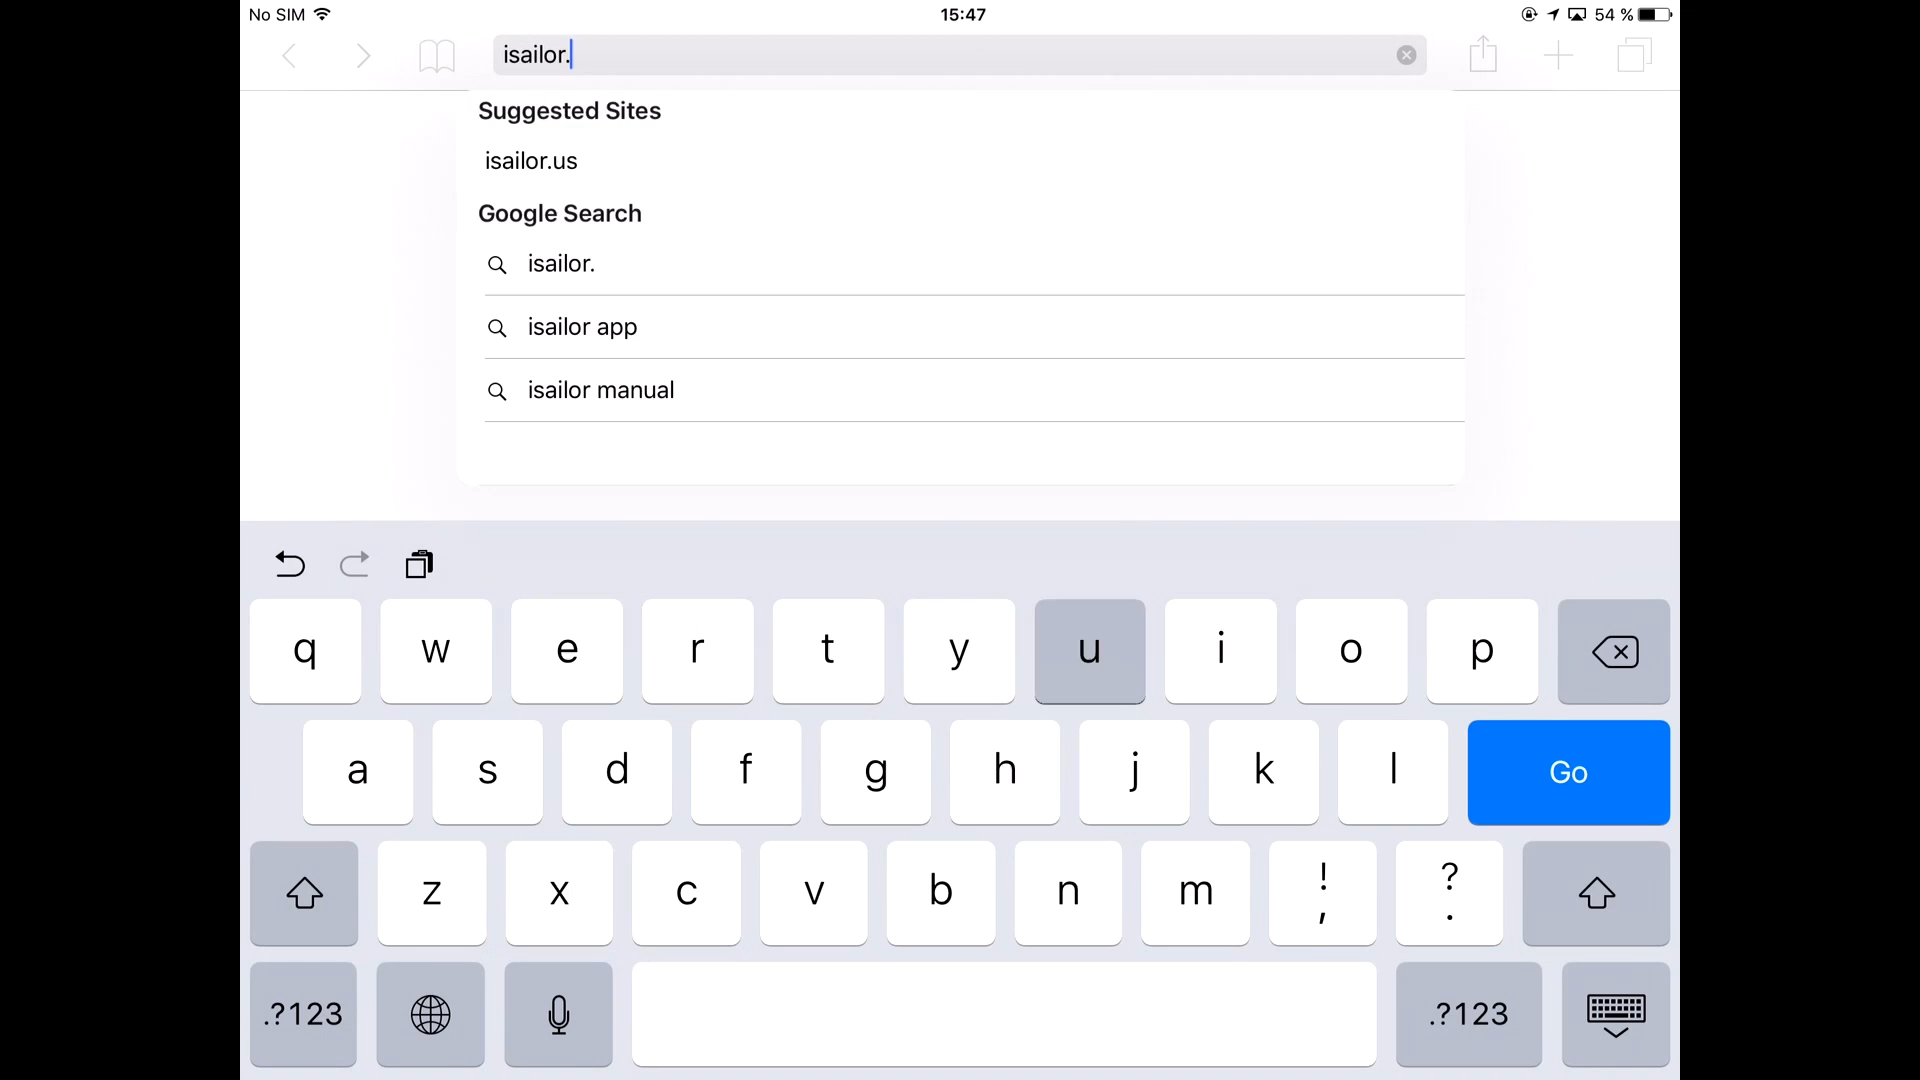 No SIM 15:47 54 %
isailor.
Suggested Sites
isailor.us
Google Search
isailor.
isailor app
isailor manual
q w e r t y u i o p
a s d f g h j k l Go
z x c v b n m ! , ? .
.?123 .?123